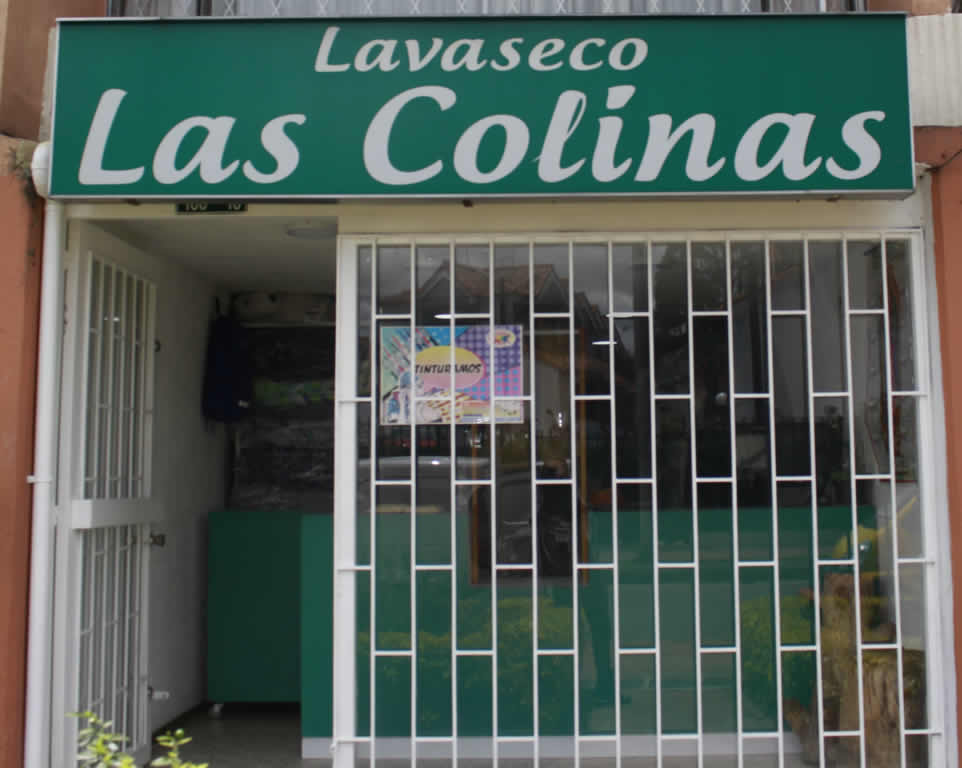 Lavaseco
Las Colinas
TINTURAMOS